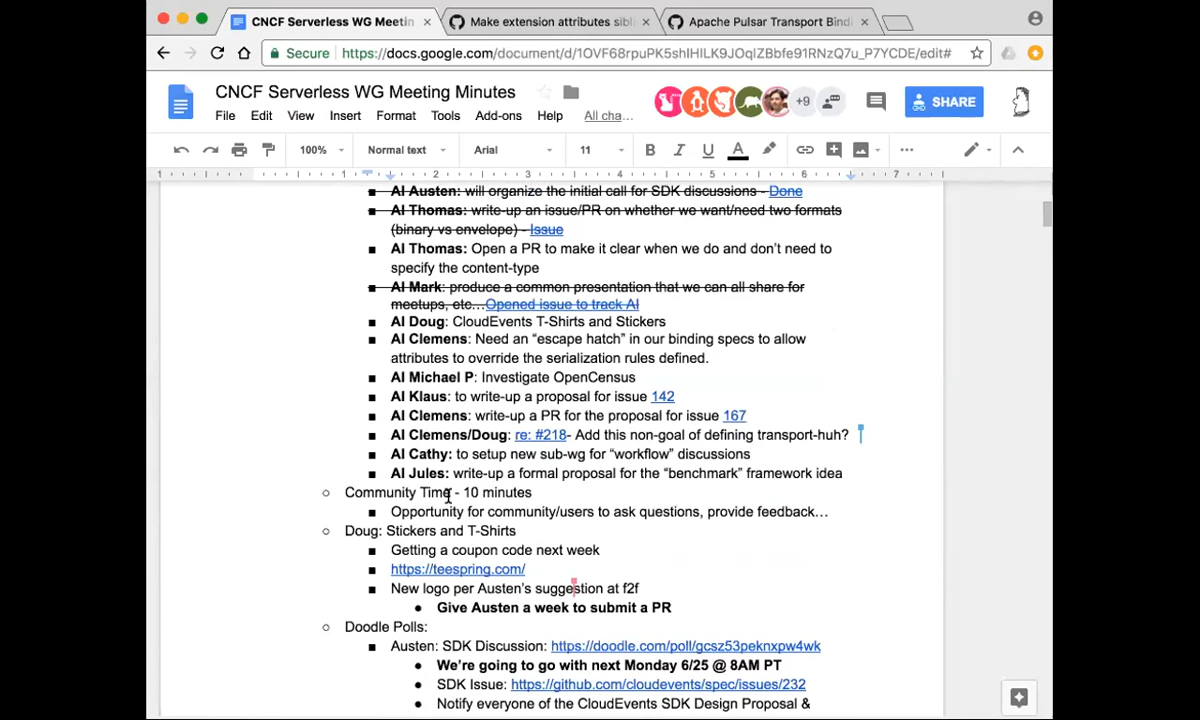 CNCF Serverless WG Meetin
Make extension attributes sibl
Apache Pulsar Transport Bindi
Secure
https://docs.google.com/document/d/1OVF68rpuPK5shIHILK9JOqlZBbfe91RNzQ7u_P7YCDE/edit#
CNCF Serverless WG Meeting Minutes
+9
SHARE
File Edit View Insert Format Tools Add-ons Help All cha…
100% Normal text Arial 11 B I U A
1 1 2 3 4 5 6 7
AI Austen: will organize the initial call for SDK discussions - Done
AI Thomas: write-up an issue/PR on whether we want/need two formats
(binary vs envelope) - Issue
AI Thomas: Open a PR to make it clear when we do and don't need to
specify the content-type
AI Mark: produce a common presentation that we can all share for
meetups, etc…Opened issue to track AI
AI Doug: CloudEvents T-Shirts and Stickers
AI Clemens: Need an “escape hatch” in our binding specs to allow
attributes to override the serialization rules defined.
AI Michael P: Investigate OpenCensus
AI Klaus: to write-up a proposal for issue 142
AI Clemens: write-up a PR for the proposal for issue 167
AI Clemens/Doug: re: #218- Add this non-goal of defining transport-huh?
AI Cathy: to setup new sub-wg for “workflow” discussions
AI Jules: write-up a formal proposal for the “benchmark” framework idea
Community Time - 10 minutes
Opportunity for community/users to ask questions, provide feedback…
Doug: Stickers and T-Shirts
Getting a coupon code next week
https://teespring.com/
New logo per Austen's suggestion at f2f
Give Austen a week to submit a PR
Doodle Polls:
Austen: SDK Discussion: https://doodle.com/poll/gcsz53peknxpw4wk
We're going to go with next Monday 6/25 @ 8AM PT
SDK Issue: https://github.com/cloudevents/spec/issues/232
Notify everyone of the CloudEvents SDK Design Proposal &